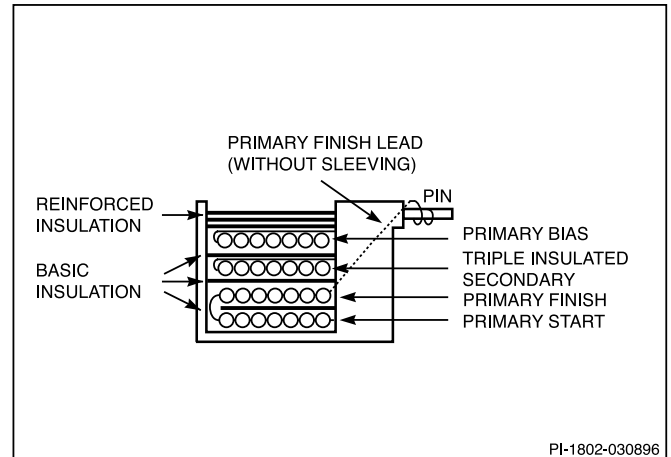 PRIMARY FINISH LEAD
(WITHOUT SLEEVING)
PIN
REINFORCED
INSULATION
BASIC
INSULATION
PRIMARY BIAS
TRIPLE INSULATED
SECONDARY
PRIMARY FINISH
PRIMARY START
PI-1802-030896